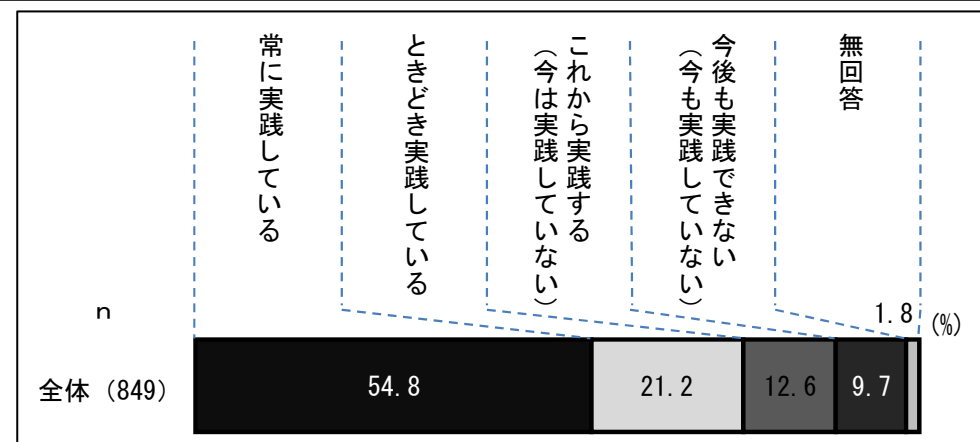 常に実践している
ときどき実践している
これから実践する
（今は実践していない）
今後も実践できない
（今も実践していない）
無回答
n
1.8
(%)
全体（849）
54.8
21.2
12.6
9.7